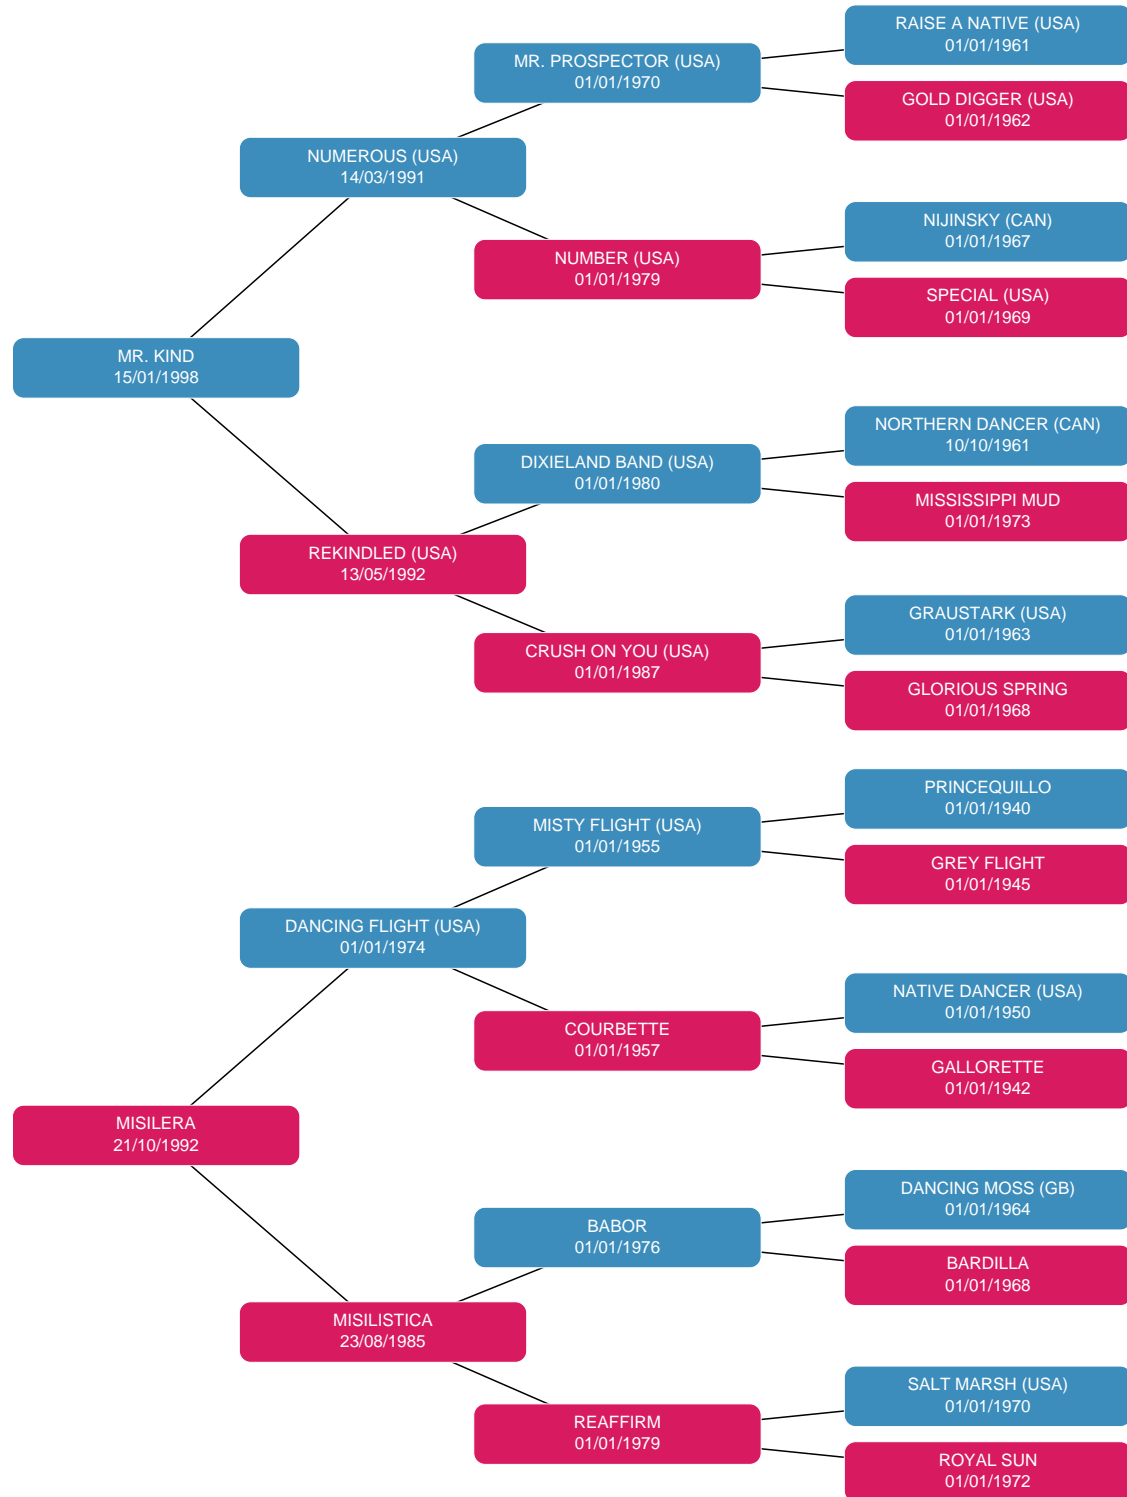 RAISE A NATIVE (USA)
01/01/1961
MR. PROSPECTOR (USA)
01/01/1970
GOLD DIGGER (USA)
01/01/1962
NUMEROUS (USA)
14/03/1991
NIJINSKY (CAN)
01/01/1967
NUMBER (USA)
01/01/1979
SPECIAL (USA)
01/01/1969
MR. KIND
15/01/1998
NORTHERN DANCER (CAN)
10/10/1961
DIXIELAND BAND (USA)
01/01/1980
MISSISSIPPI MUD
01/01/1973
REKINDLED (USA)
13/05/1992
GRAUSTARK (USA)
01/01/1963
CRUSH ON YOU (USA)
01/01/1987
GLORIOUS SPRING
01/01/1968
PRINCEQUILLO
01/01/1940
MISTY FLIGHT (USA)
01/01/1955
GREY FLIGHT
01/01/1945
DANCING FLIGHT (USA)
01/01/1974
NATIVE DANCER (USA)
01/01/1950
COURBETTE
01/01/1957
GALLORETTE
01/01/1942
MISILERA
21/10/1992
DANCING MOSS (GB)
01/01/1964
BABOR
01/01/1976
BARDILLA
01/01/1968
MISILISTICA
23/08/1985
SALT MARSH (USA)
01/01/1970
REAFFIRM
01/01/1979
ROYAL SUN
01/01/1972